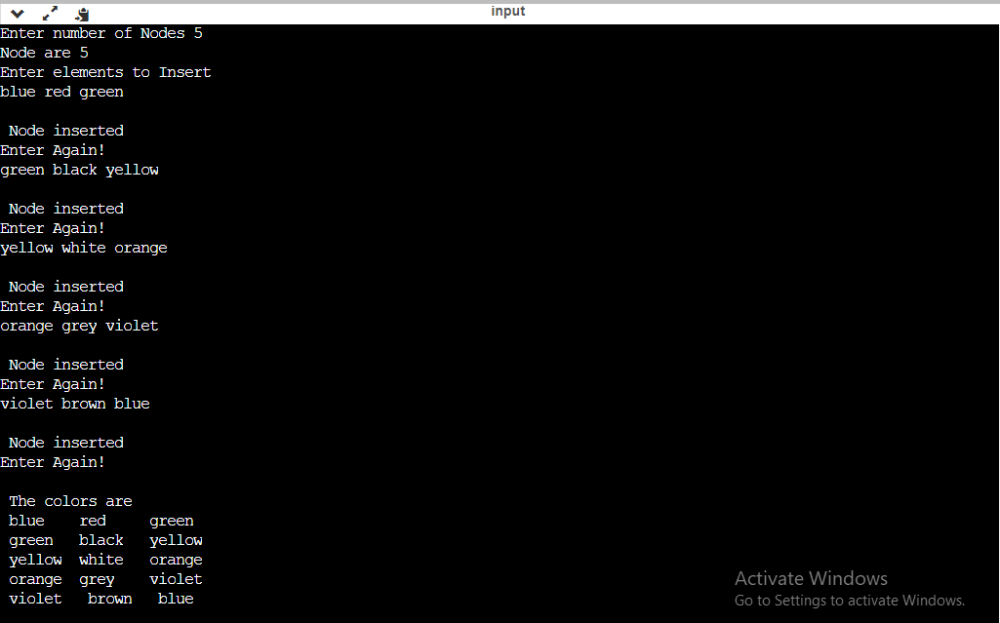 input
Enter number of Nodes 5
Node are 5
Enter elements to Insert
blue red green
Node inserted
Enter Again!
green black yellow
Node inserted
Enter Again!
yellow white orange
Node inserted
Enter Again!
orange grey violet
Node inserted
Enter Again!
violet brown blue
Node inserted
Enter Again!
The colors are
blue red green
green black yellow
yellow white orange
orange grey violet
violet brown blue
Activate Windows
Go to Settings to activate Windows.